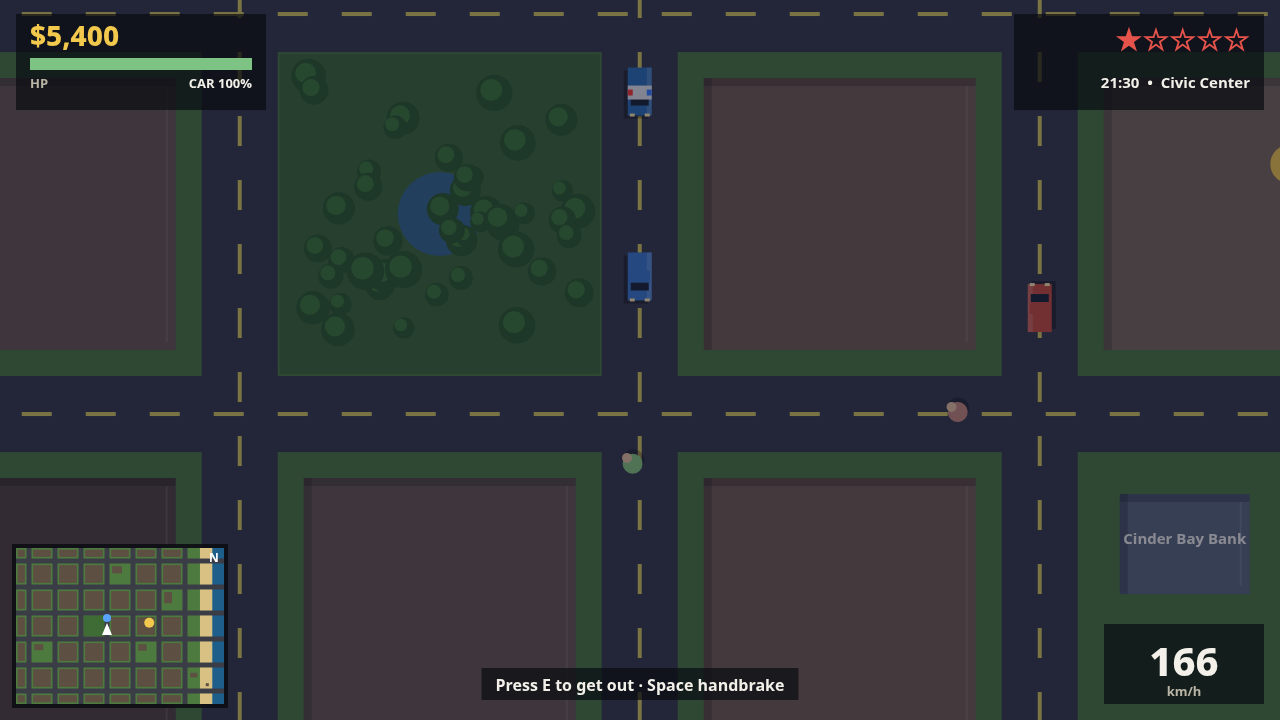 $5,400
HP CAR 100%
21:30 • Civic Center
Cinder Bay Bank
N
166
km/h
Press E to get out · Space handbrake